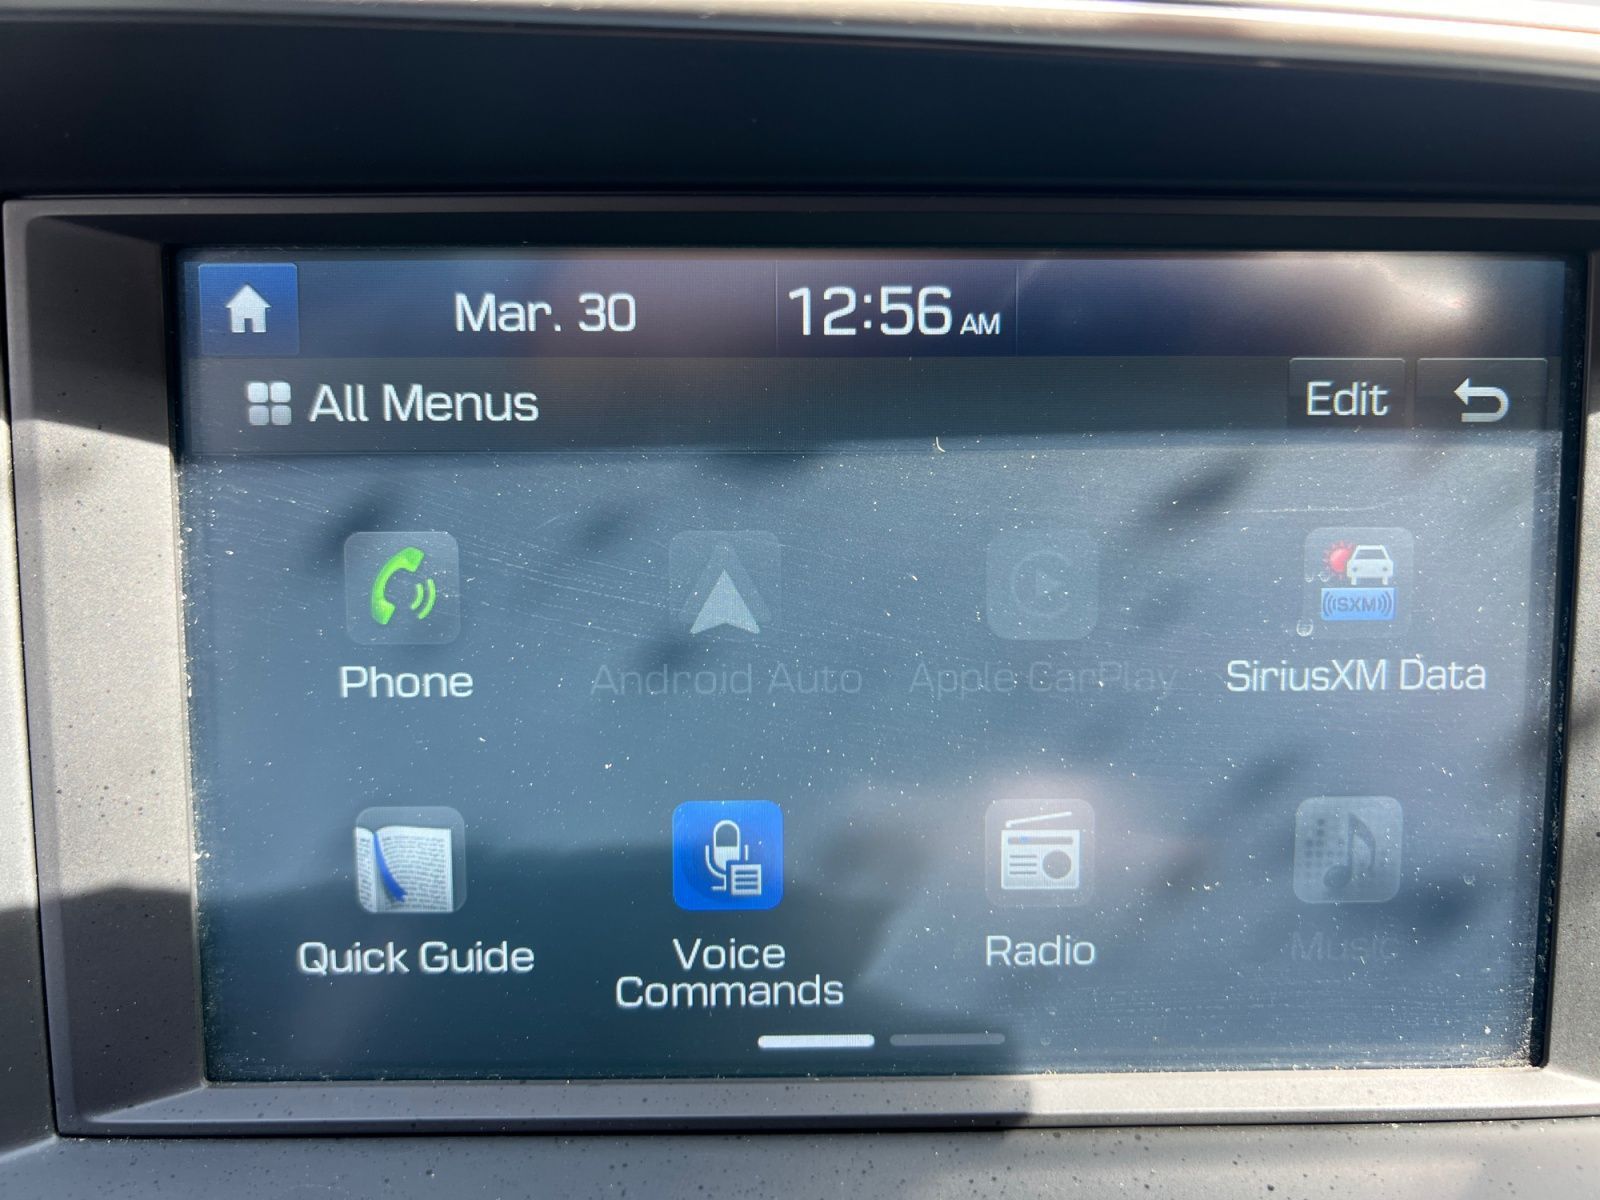 Mar. 30
12:56 AM
All Menus
Edit
((SXM))
Phone
Android Auto
Apple CarPlay
SiriusXM Data
Quick Guide
Voice
Commands
Radio
Music